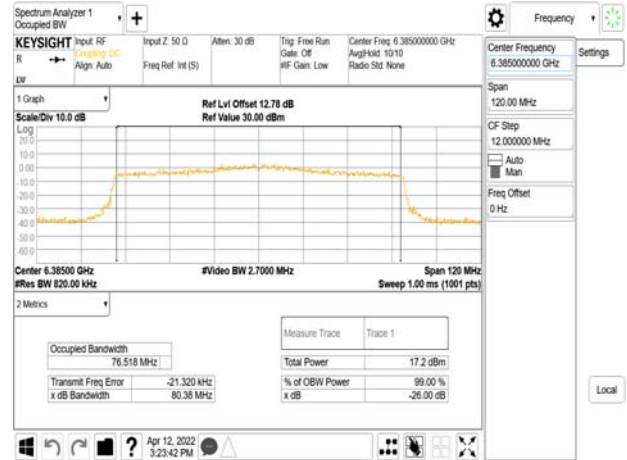 Spectrum Analyzer 1
Occupied BW
+
Frequency
KEYSIGHT
R
Input: RF
Coupling: DC
Align: Auto
Input Z: 50 Ω
Freq Ref: Int (S)
Atten: 30 dB
Trig: Free Run
Gate: Off
#IF Gain: Low
Center Freq: 6.385000000 GHz
Avg|Hold: 10/10
Radio Std: None
Center Frequency
6.385000000 GHz
Settings
Span
120.00 MHz
CF Step
12.000000 MHz
Auto
Man
Freq Offset
0 Hz
Local
1 Graph
Scale/Div 10.0 dB
Ref Lvl Offset 12.78 dB
Ref Value 30.00 dBm
Log
20.0
10.0
0.00
-10.0
-20.0
-30.0
-40.0
-50.0
-60.0
Center 6.38500 GHz
#Res BW 820.00 kHz
#Video BW 2.7000 MHz
Span 120 MHz
Sweep 1.00 ms (1001 pts)
2 Metrics
Measure Trace
Trace 1
Occupied Bandwidth
76.518 MHz
Total Power
17.2 dBm
Transmit Freq Error
-21.320 kHz
% of OBW Power
99.00 %
x dB Bandwidth
80.38 MHz
x dB
-26.00 dB
?
Apr 12, 2022
3:23:42 PM